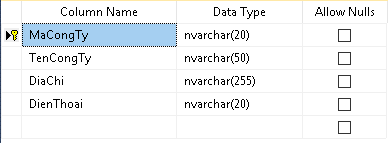 Column Name Data Type Allow Nulls
MaCongTy nvarchar(20)
TenCongTy nvarchar(50)
DiaChi nvarchar(255)
DienThoai nvarchar(20)